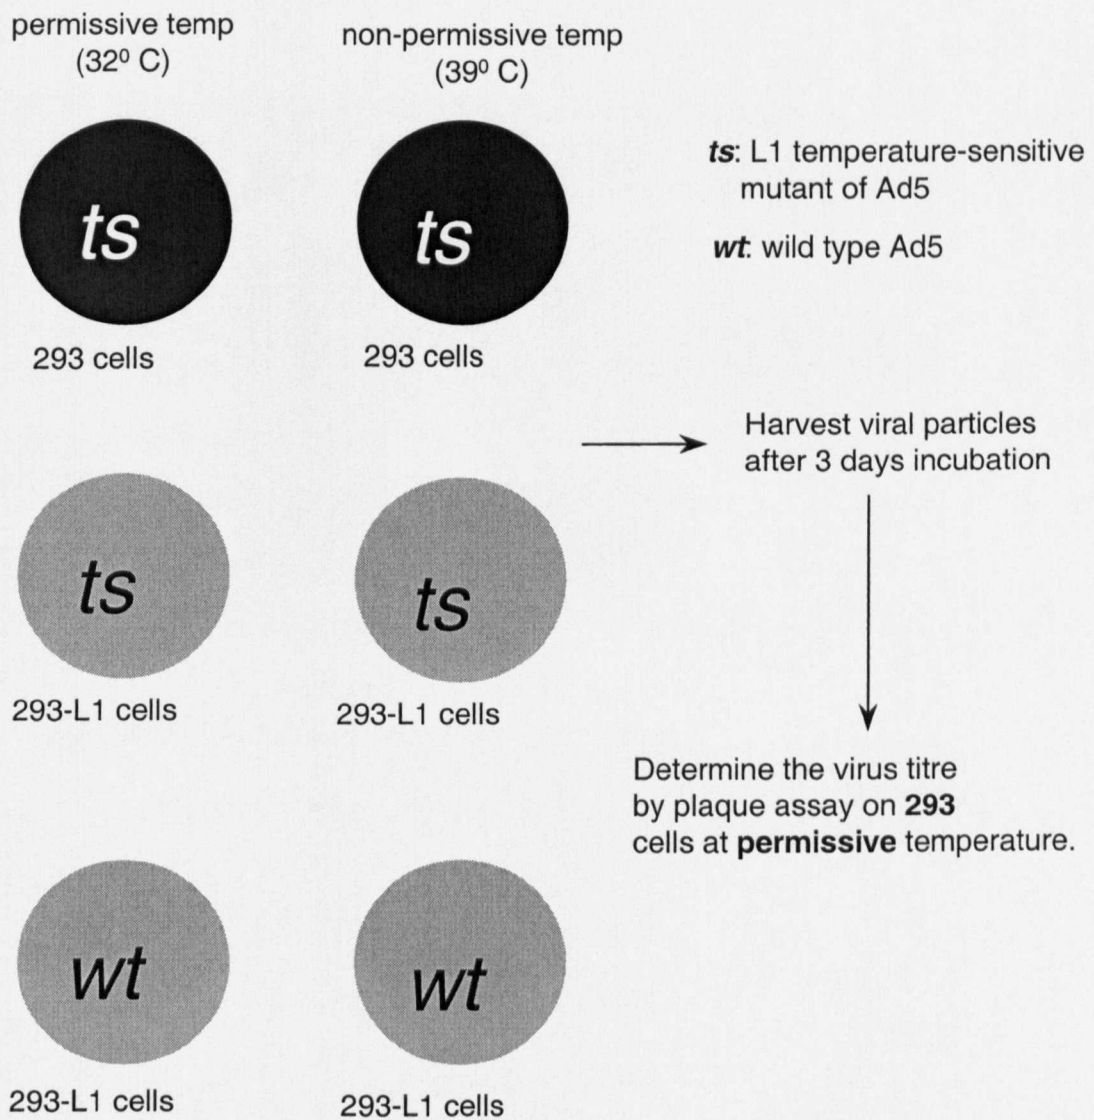 permissive temp
(32⁰ C)
non-permissive temp
(39⁰ C)
ts
ts
293 cells
293 cells
ts: L1 temperature-sensitive
mutant of Ad5
wt: wild type Ad5
Harvest viral particles
after 3 days incubation
ts
ts
293-L1 cells
293-L1 cells
Determine the virus titre
by plaque assay on 293
cells at permissive temperature.
wt
wt
293-L1 cells
293-L1 cells